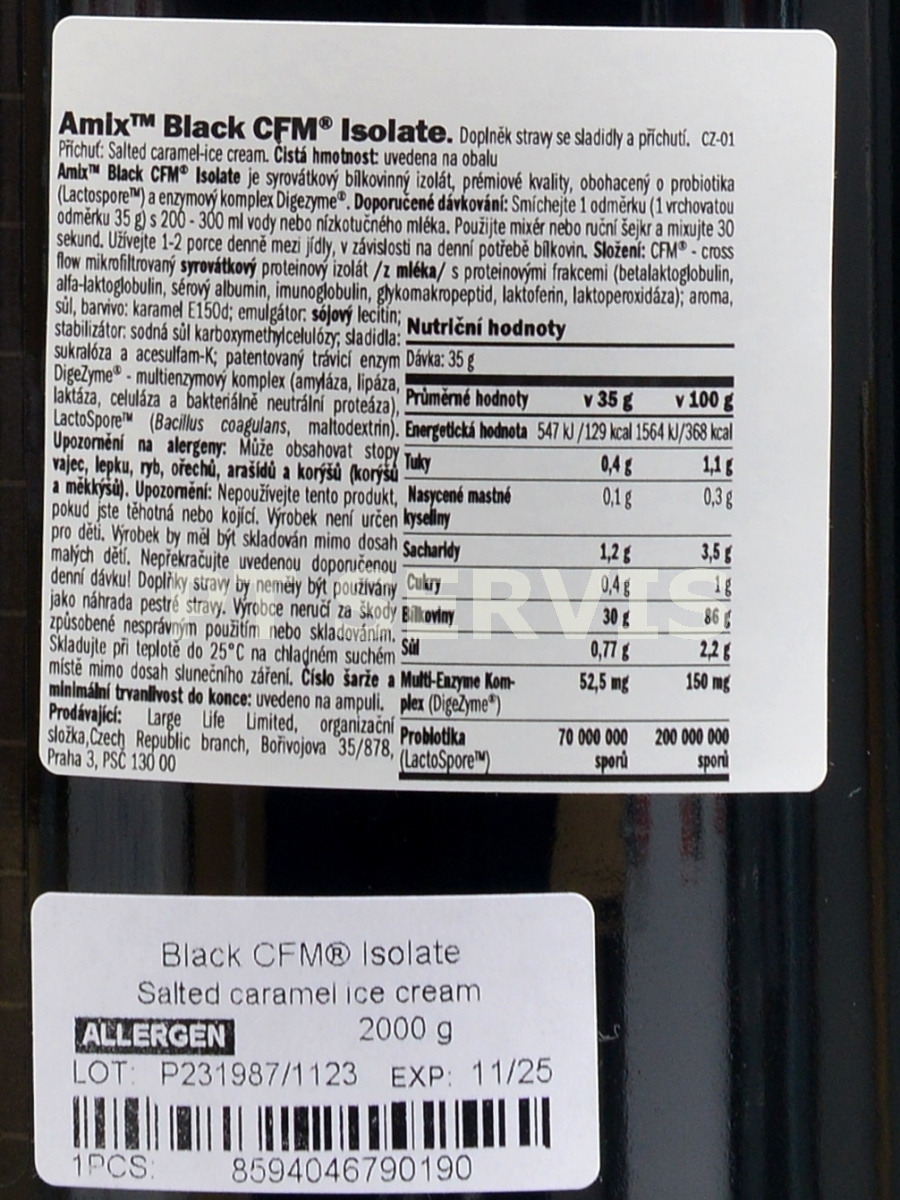 Amix™ Black CFM® Isolate. Doplněk stravy se sladidly a příchutí. CZ-01
Příchuť: Salted caramel-ice cream. Čistá hmotnost: uvedena na obalu
Amix™ Black CFM® Isolate je syrovátkový bílkovinný izolát, prémiové kvality, obohacený o probiotika
(Lactospore™) a enzymový komplex Digezyme®. Doporučené dávkování: Smíchejte 1 odměrku (1 vrchovatou
odměrku 35 g) s 200 - 300 ml vody nebo nízkotučného mléka. Použijte mixér nebo ruční šejkr a mixujte 30
sekund. Užívejte 1-2 porce denně mezi jídly, v závislosti na denní potřebě bílkovin. Složení: CFM® - cross
flow mikrofiltrovaný syrovátkový proteinový izolát /z mléka/ s proteinovými frakcemi (betalaktoglobulin,
alfa-laktoglobulin, sérový albumin, imunoglobulin, glykomakropeptid, laktoferin, laktoperoxidáza); aroma,
sůl, barvivo: karamel E150d; emulgátor: sójový lecitin;
stabilizátor: sodná sůl karboxymethylcelulózy; sladidla:
sukralóza a acesulfam-K; patentovaný trávicí enzym
DigeZyme® - multienzymový komplex (amyláza, lipáza,
laktáza, celuláza a bakteriálně neutrální proteáza),
LactoSpore™ (Bacillus coagulans, maltodextrin).
Upozornění na alergeny: Může obsahovat stopy
vajec, lepku, ryb, ořechů, arašídů a korýšů (korýšů
a měkkýšů). Upozornění: Nepoužívejte tento produkt,
pokud jste těhotná nebo kojící. Výrobek není určen
pro děti. Výrobek by měl být skladován mimo dosah
malých dětí. Nepřekračujte uvedenou doporučenou
denní dávku! Doplňky stravy by neměly být používány
jako náhrada pestré stravy. Výrobce neručí za škody
způsobené nesprávným použitím nebo skladováním.
Skladujte při teplotě do 25°C na chladném suchém
místě mimo dosah slunečního záření. Číslo šarže a
minimální trvanlivost do konce: uvedeno na ampuli.
Prodávající: Large Life Limited, organizační
složka,Czech Republic branch, Bořivojova 35/878,
Praha 3, PSČ 130 00
Nutriční hodnoty
Dávka: 35 g
Průměrné hodnoty v 35 g v 100 g
Energetická hodnota 547 kJ /129 kcal 1564 kJ/368 kcal
Tuky 0,4 g 1,1 g
Nasycené mastné 0,1 g 0,3 g
kyseliny
Sacharidy 1,2 g 3,5 g
Cukry 0,4 g 1 g
Bílkoviny 30 g 86 g
Sůl 0,77 g 2,2 g
Multi-Enzyme Kom- 52,5 mg 150 mg
plex (DigeZyme®)
Probiotika 70 000 000 200 000 000
(LactoSpore™) sporů sporů
Black CFM® Isolate
Salted caramel ice cream
ALLERGEN 2000 g
LOT: P231987/1123 EXP: 11/25
1PCS: 8594046790190